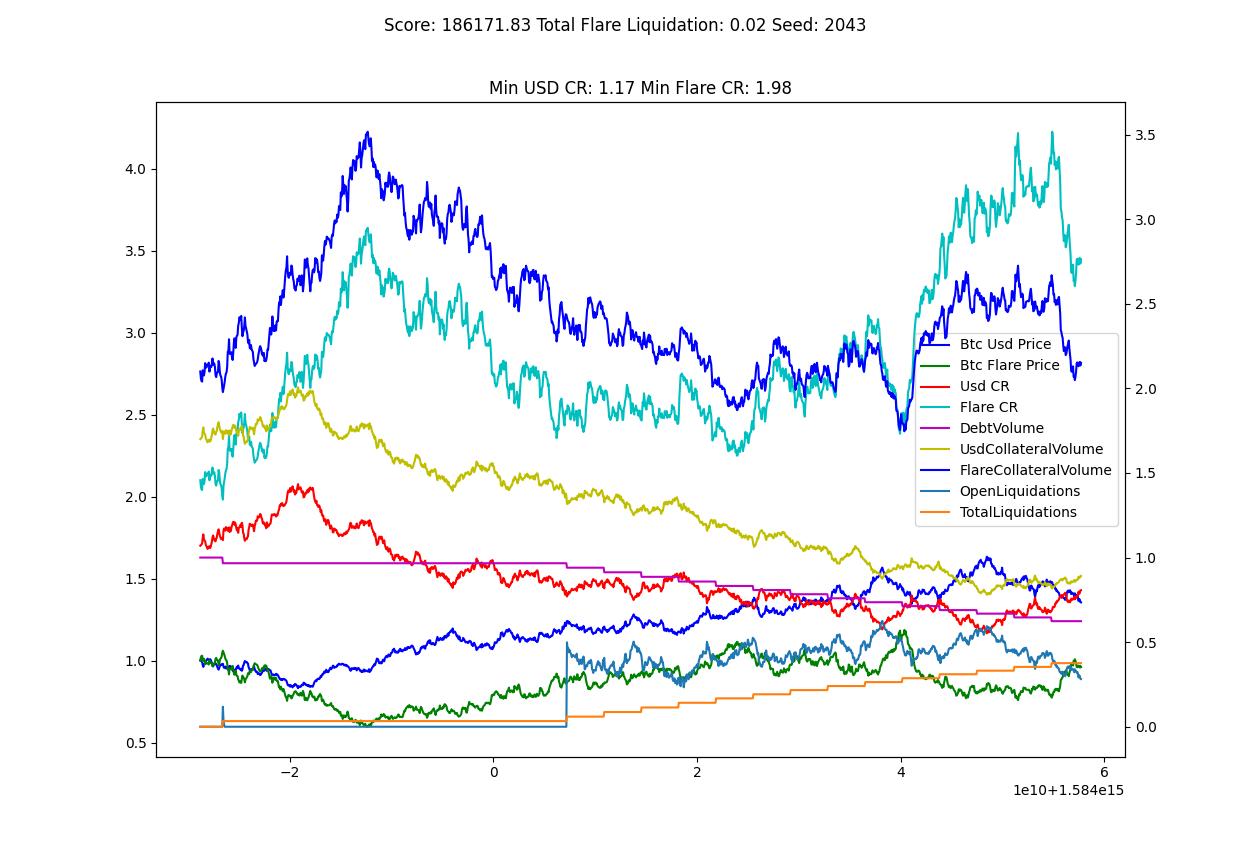 Score: 186171.83 Total Flare Liquidation: 0.02 Seed: 2043
Min USD CR: 1.17 Min Flare CR: 1.98
4.0
3.5
3.0
2.5
2.0
1.5
1.0
0.5
3.5
3.0
2.5
2.0
1.5
1.0
0.5
0.0
Btc Usd Price
Btc Flare Price
Usd CR
Flare CR
DebtVolume
UsdCollateralVolume
FlareCollateralVolume
OpenLiquidations
TotalLiquidations
−2 0 2 4 6
1e10+1.584e15